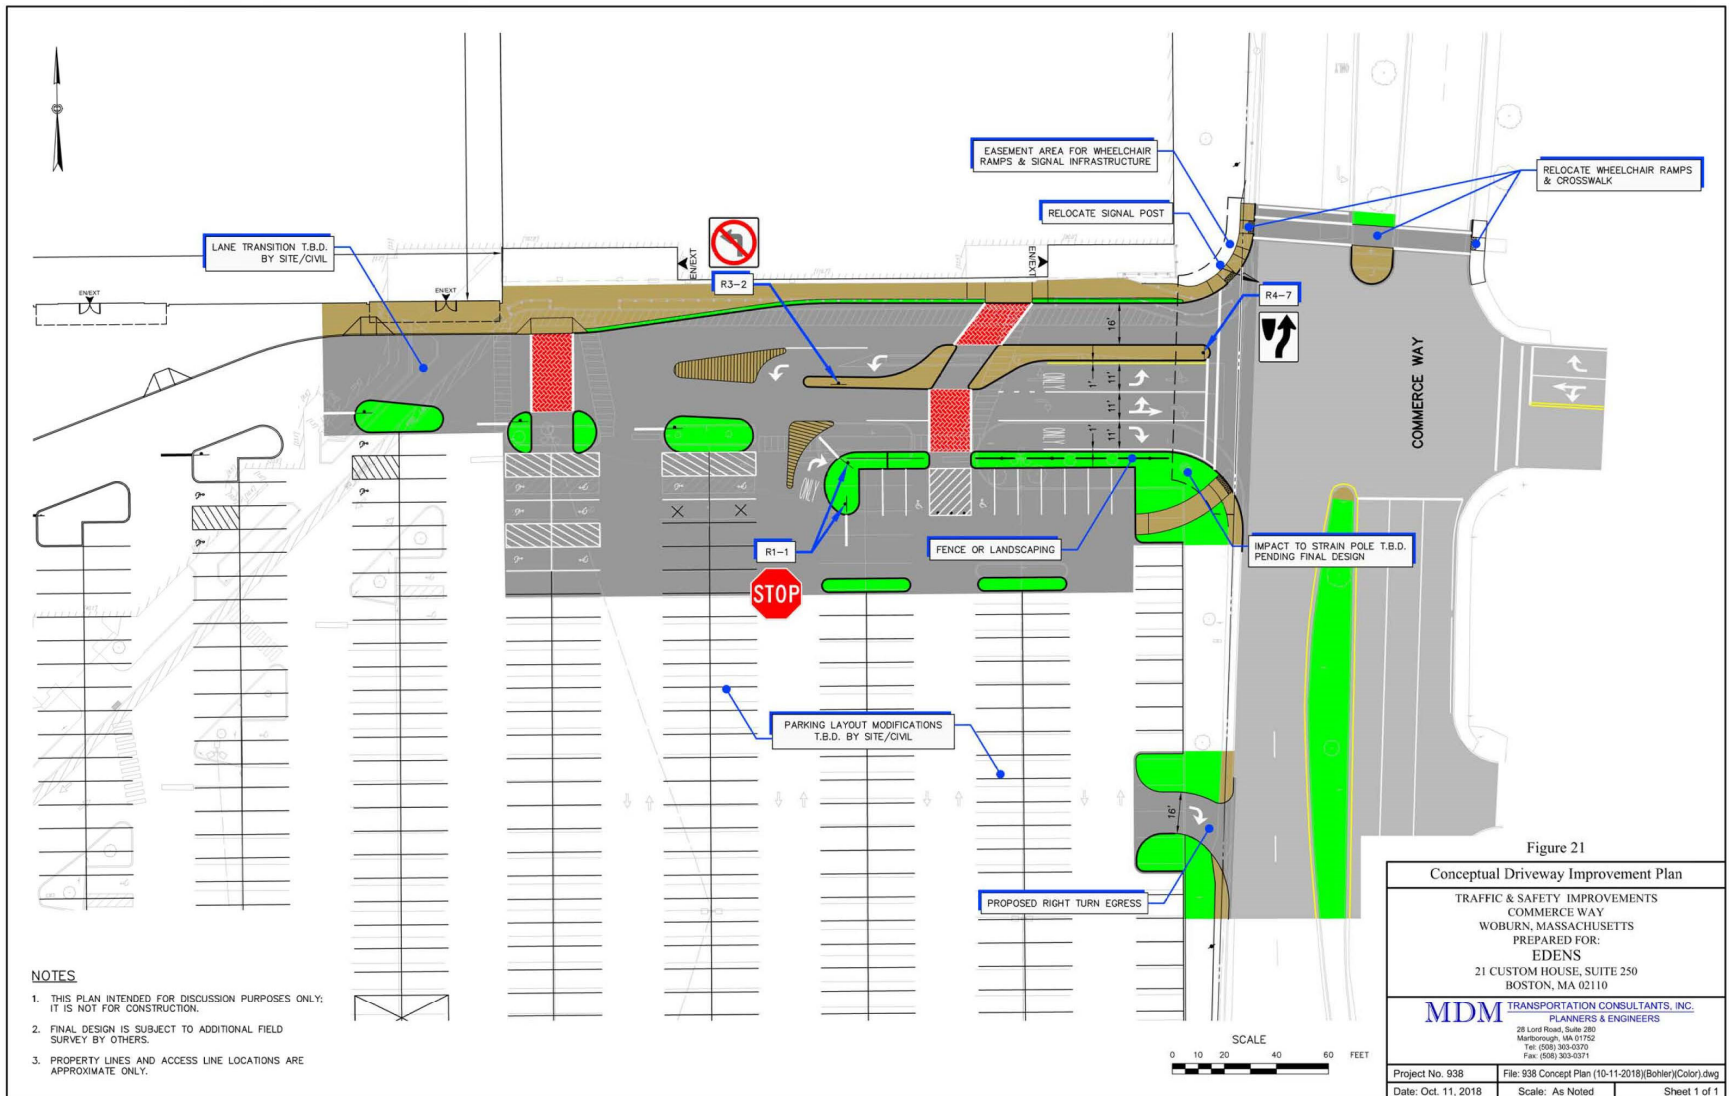 EASEMENT AREA FOR WHEELCHAIR
RAMPS & SIGNAL INFRASTRUCTURE
RELOCATE WHEELCHAIR RAMPS
& CROSSWALK
RELOCATE SIGNAL POST
LANE TRANSITION T.B.D.
BY SITE/CIVIL
EN/EXT
EN/EXT
EN/EXT
EN/EXT
R3-2
R4-7
16'
ONLY
1'
11'
11'
1'
11'
ONLY
ONLY
COMMERCE WAY
R1-1
STOP
FENCE OR LANDSCAPING
IMPACT TO STRAIN POLE T.B.D.
PENDING FINAL DESIGN
PARKING LAYOUT MODIFICATIONS
T.B.D. BY SITE/CIVIL
16'
PROPOSED RIGHT TURN EGRESS
NOTES
1. THIS PLAN INTENDED FOR DISCUSSION PURPOSES ONLY;
IT IS NOT FOR CONSTRUCTION.
2. FINAL DESIGN IS SUBJECT TO ADDITIONAL FIELD
SURVEY BY OTHERS.
3. PROPERTY LINES AND ACCESS LINE LOCATIONS ARE
APPROXIMATE ONLY.
SCALE
0 10 20 40 60 FEET
Figure 21
Conceptual Driveway Improvement Plan
TRAFFIC & SAFETY IMPROVEMENTS
COMMERCE WAY
WOBURN, MASSACHUSETTS
PREPARED FOR:
EDENS
21 CUSTOM HOUSE, SUITE 250
BOSTON, MA 02110
MDM TRANSPORTATION CONSULTANTS, INC.
PLANNERS & ENGINEERS
28 Lord Road, Suite 280
Marlborough, MA 01752
Tel: (508) 303-0370
Fax: (508) 303-0371
Project No. 938 File: 938 Concept Plan (10-11-2018)(Bohler)(Color).dwg
Date: Oct. 11, 2018 Scale: As Noted Sheet 1 of 1